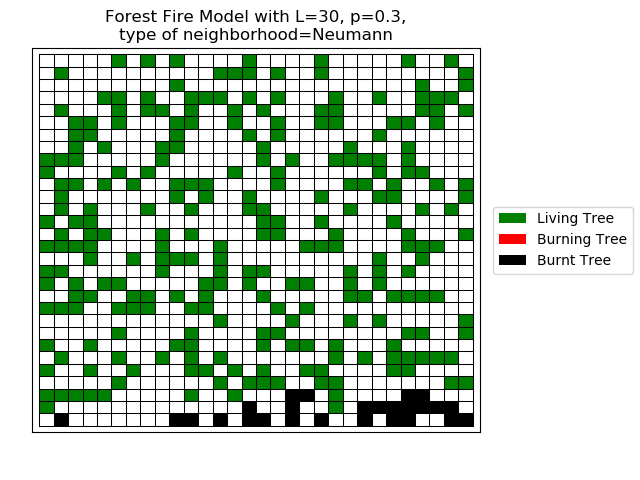 Forest Fire Model with L=30, p=0.3,
type of neighborhood=Neumann
Living Tree
Burning Tree
Burnt Tree